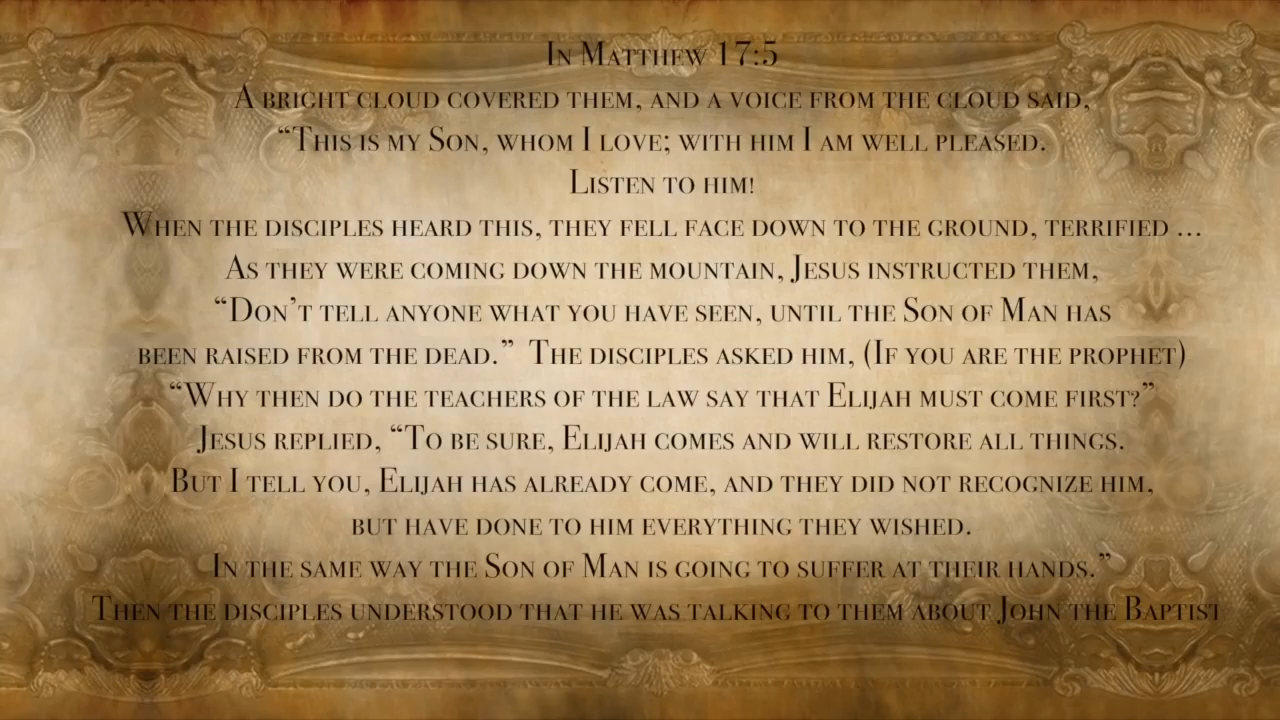 In Matthew 17:5
A bright cloud covered them, and a voice from the cloud said,
“This is my Son, whom I love; with him I am well pleased.
Listen to him!
When the disciples heard this, they fell face down to the ground, terrified ...
As they were coming down the mountain, Jesus instructed them,
“Don’t tell anyone what you have seen, until the Son of Man has
been raised from the dead.”  The disciples asked him, (If you are the prophet)
“Why then do the teachers of the law say that Elijah must come first?”
Jesus replied, “To be sure, Elijah comes and will restore all things.
But I tell you, Elijah has already come, and they did not recognize him,
but have done to him everything they wished.
In the same way the Son of Man is going to suffer at their hands.”
Then the disciples understood that he was talking to them about John the Baptist